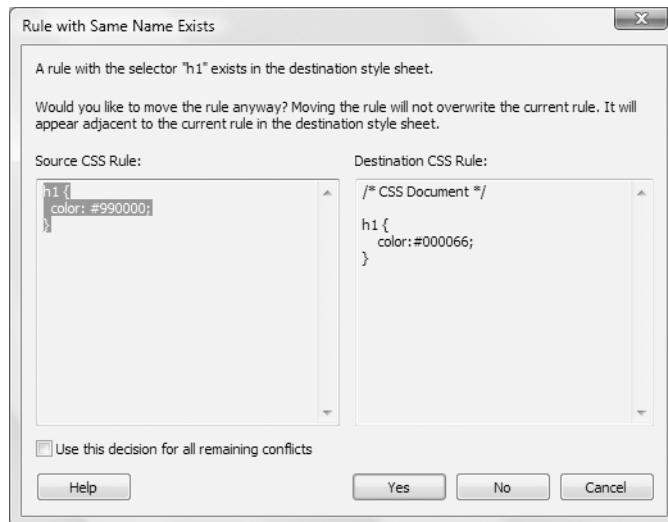 Rule with Same Name Exists
X
A rule with the selector "h1" exists in the destination style sheet.
Would you like to move the rule anyway? Moving the rule will not overwrite the current rule. It will
appear adjacent to the current rule in the destination style sheet.
Source CSS Rule:
h1 {
color: #990000;
}
Destination CSS Rule:
/* CSS Document */
h1 {
color:#000066;
}
Use this decision for all remaining conflicts
Help
Yes
No
Cancel